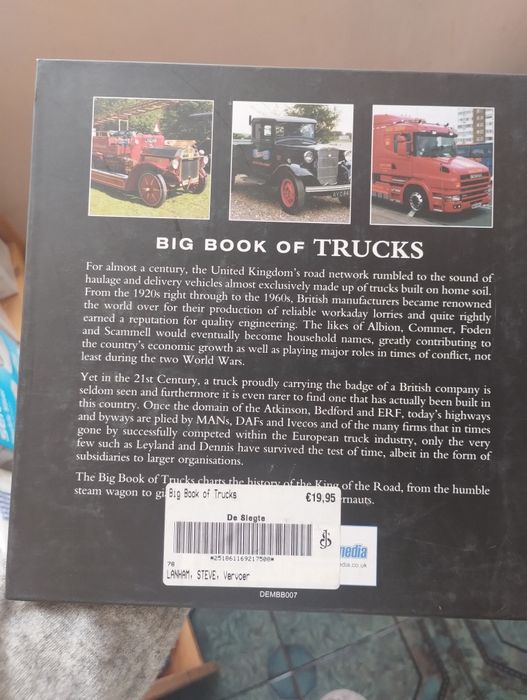 BIG BOOK OF TRUCKS
For almost a century, the United Kingdom's road network rumbled to the sound of
haulage and delivery vehicles almost exclusively made up of trucks built on home soil.
From the 1920s right through to the 1960s, British manufacturers became renowned
the world over for their production of reliable workaday lorries and quite rightly
earned a reputation for quality engineering. The likes of Albion, Commer, Foden
and Scammell would eventually become household names, greatly contributing to
the country's economic growth as well as playing major roles in times of conflict, not
least during the two World Wars.
Yet in the 21st Century, a truck proudly carrying the badge of a British company is
seldom seen and furthermore it is even rarer to find one that has actually been built in
this country. Once the domain of the Atkinson, Bedford and ERF, today's highways
and byways are plied by MANs, DAFs and Ivecos and of the many firms that in times
gone by successfully competed within the European truck industry, only the very
few such as Leyland and Dennis have survived the test of time, albeit in the form of
subsidiaries to larger organisations.
The Big Book of Trucks charts the history of the King of the Road, from the humble
steam wagon to gi ernauts.
Big Book of Trucks €19,95
De Slegte
*251861169217500*
78
LANHAM, STEVE, Vervoer
media
dia.co.uk
DEMBB007